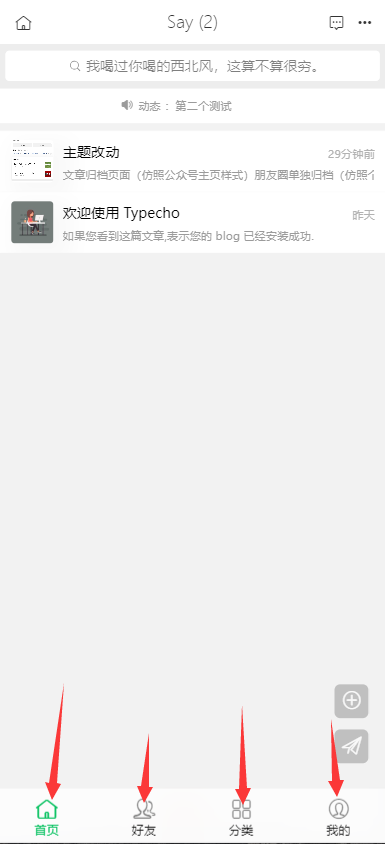 Say (2)
我喝过你喝的西北风，这算不算很穷。
动态： 第二个测试
主题改动
29分钟前
文章归档页面（仿照公众号主页样式）朋友圈单独归档（仿照个
欢迎使用 Typecho
昨天
如果您看到这篇文章,表示您的 blog 已经安装成功.
首页
好友
分类
我的